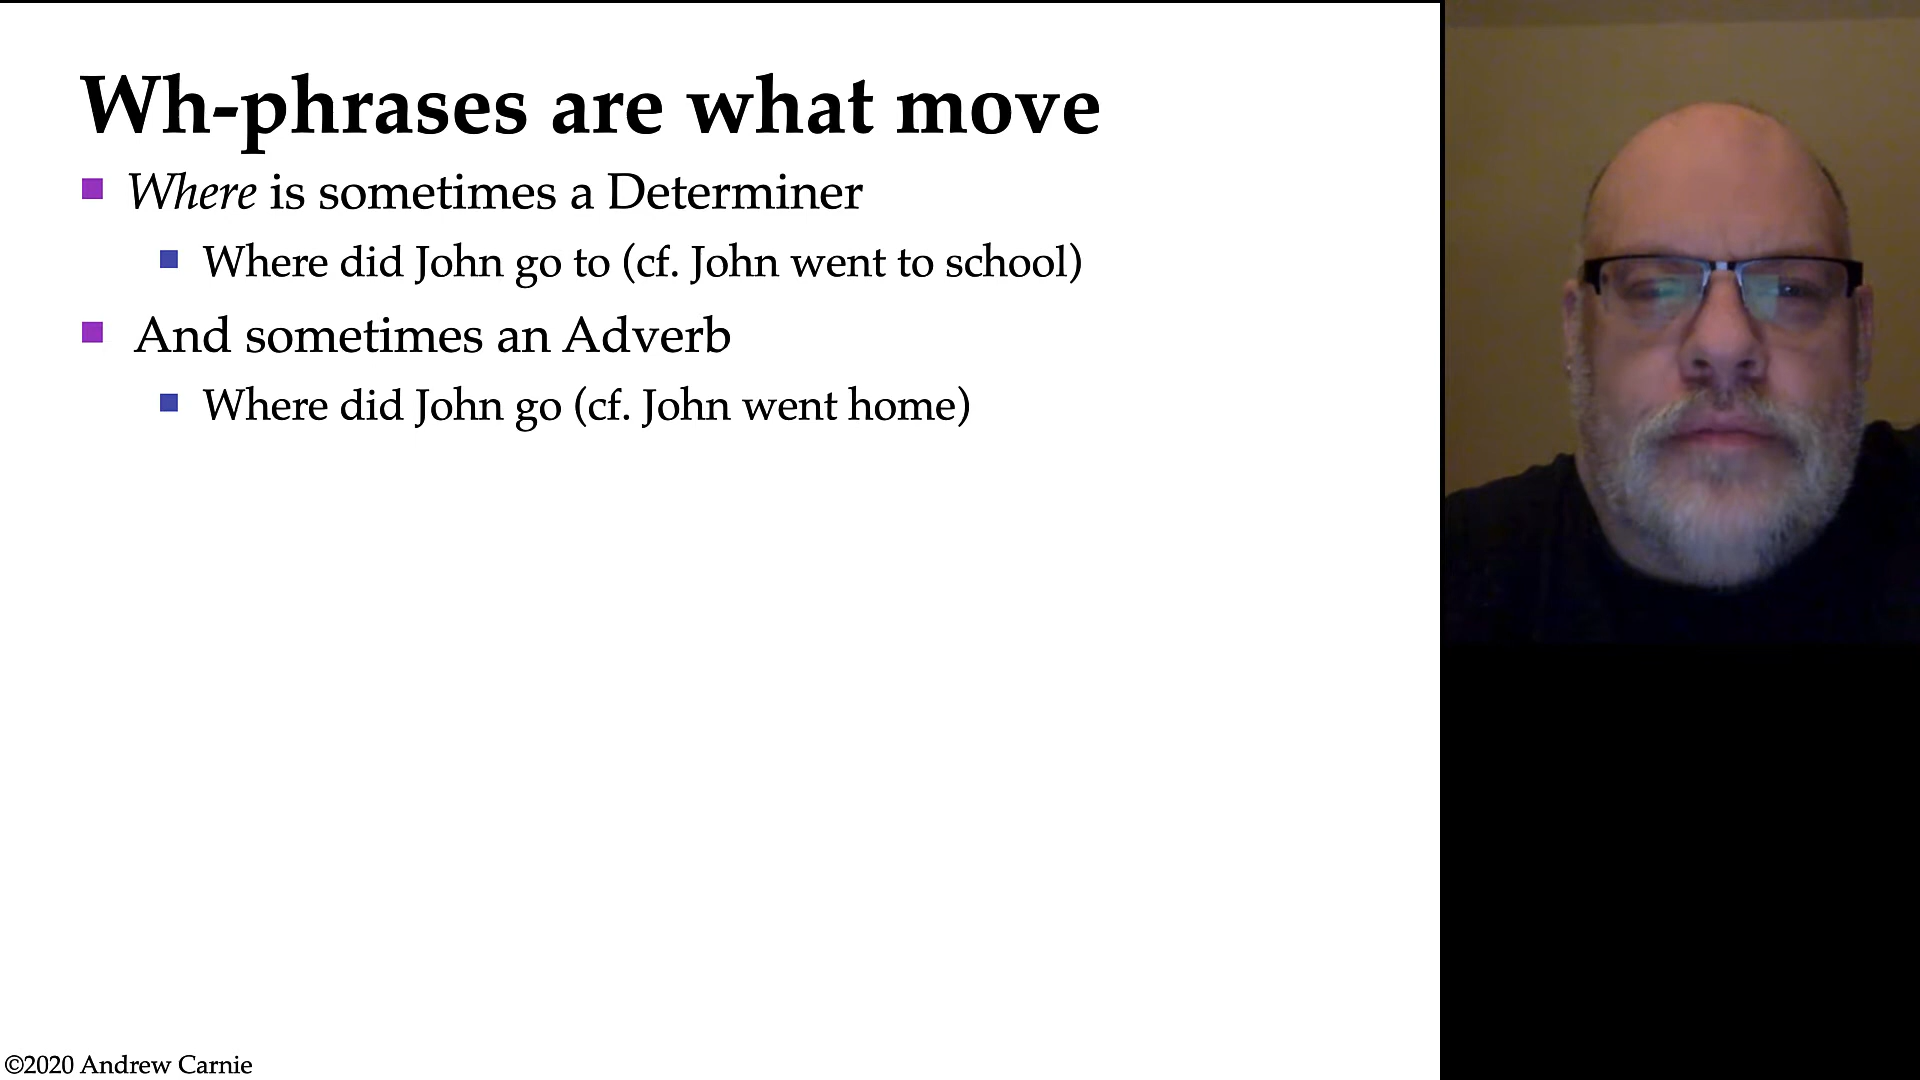 Wh-phrases are what move
Where is sometimes a Determiner
Where did John go to (cf. John went to school)
And sometimes an Adverb
Where did John go (cf. John went home)
©2020 Andrew Carnie